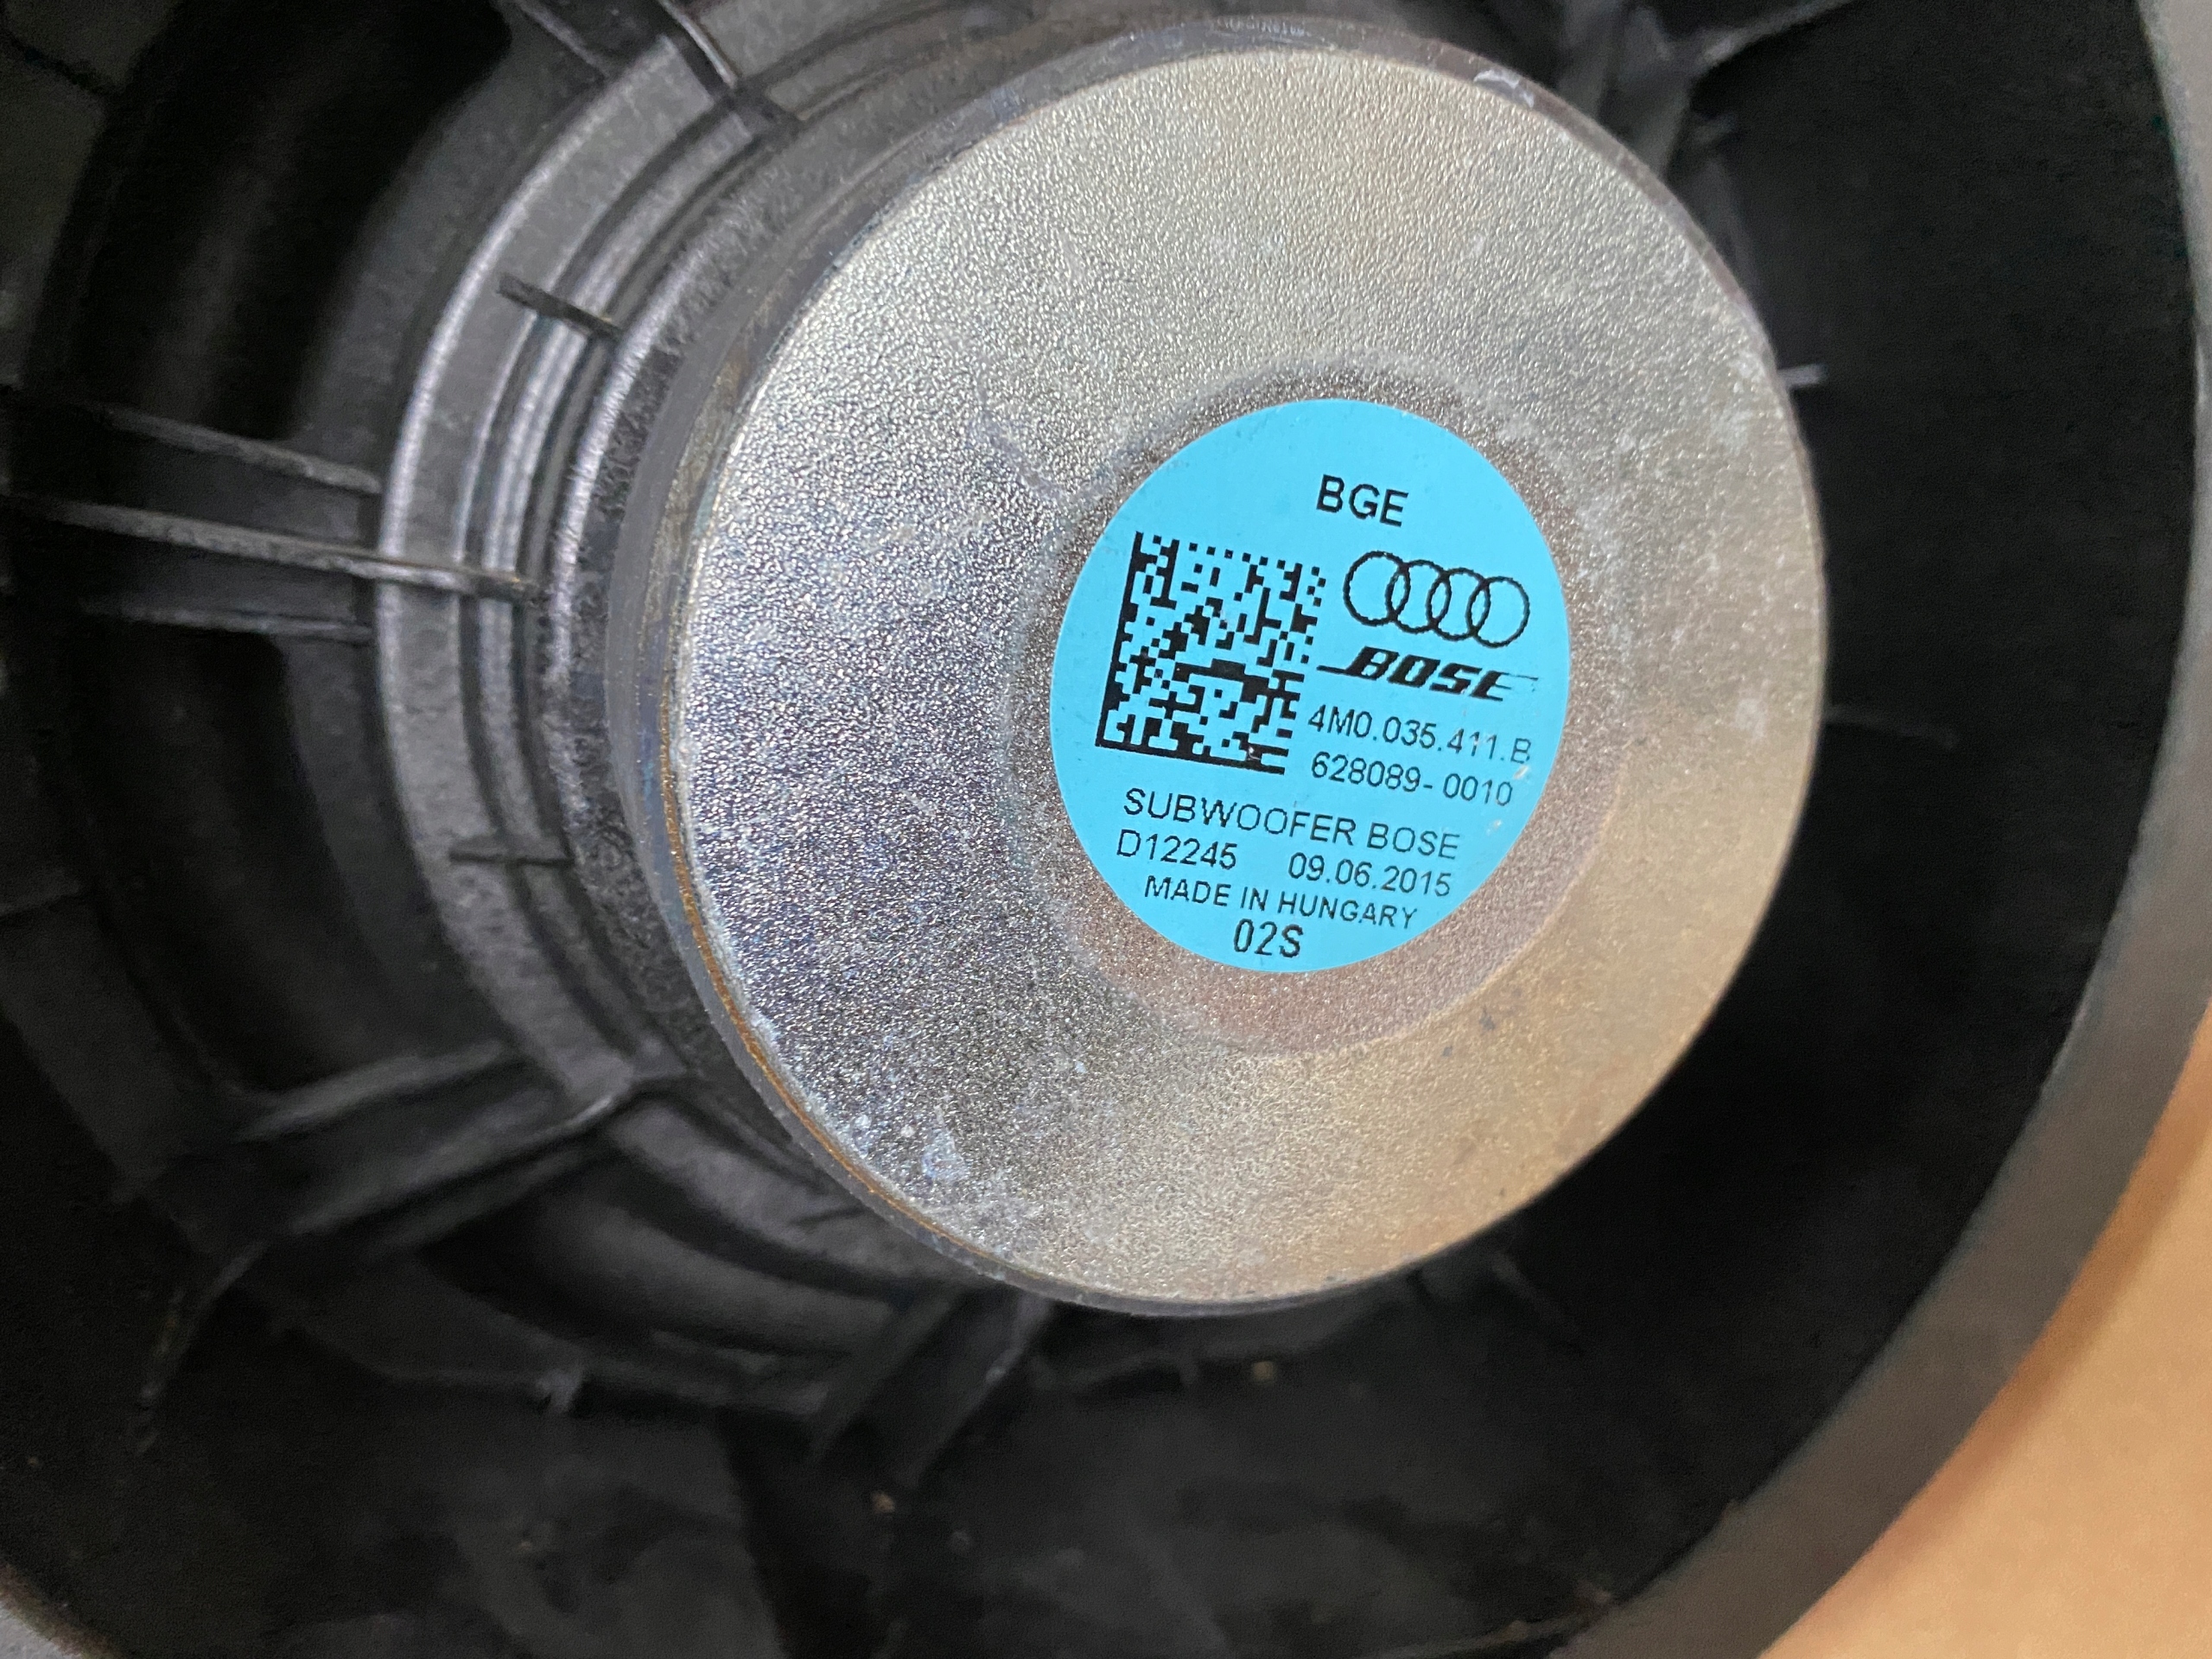 BGE
BOSE
4M0.035.411.B
628089-0010
SUBWOOFER BOSE
D12245 09.06.2015
MADE IN HUNGARY
02S